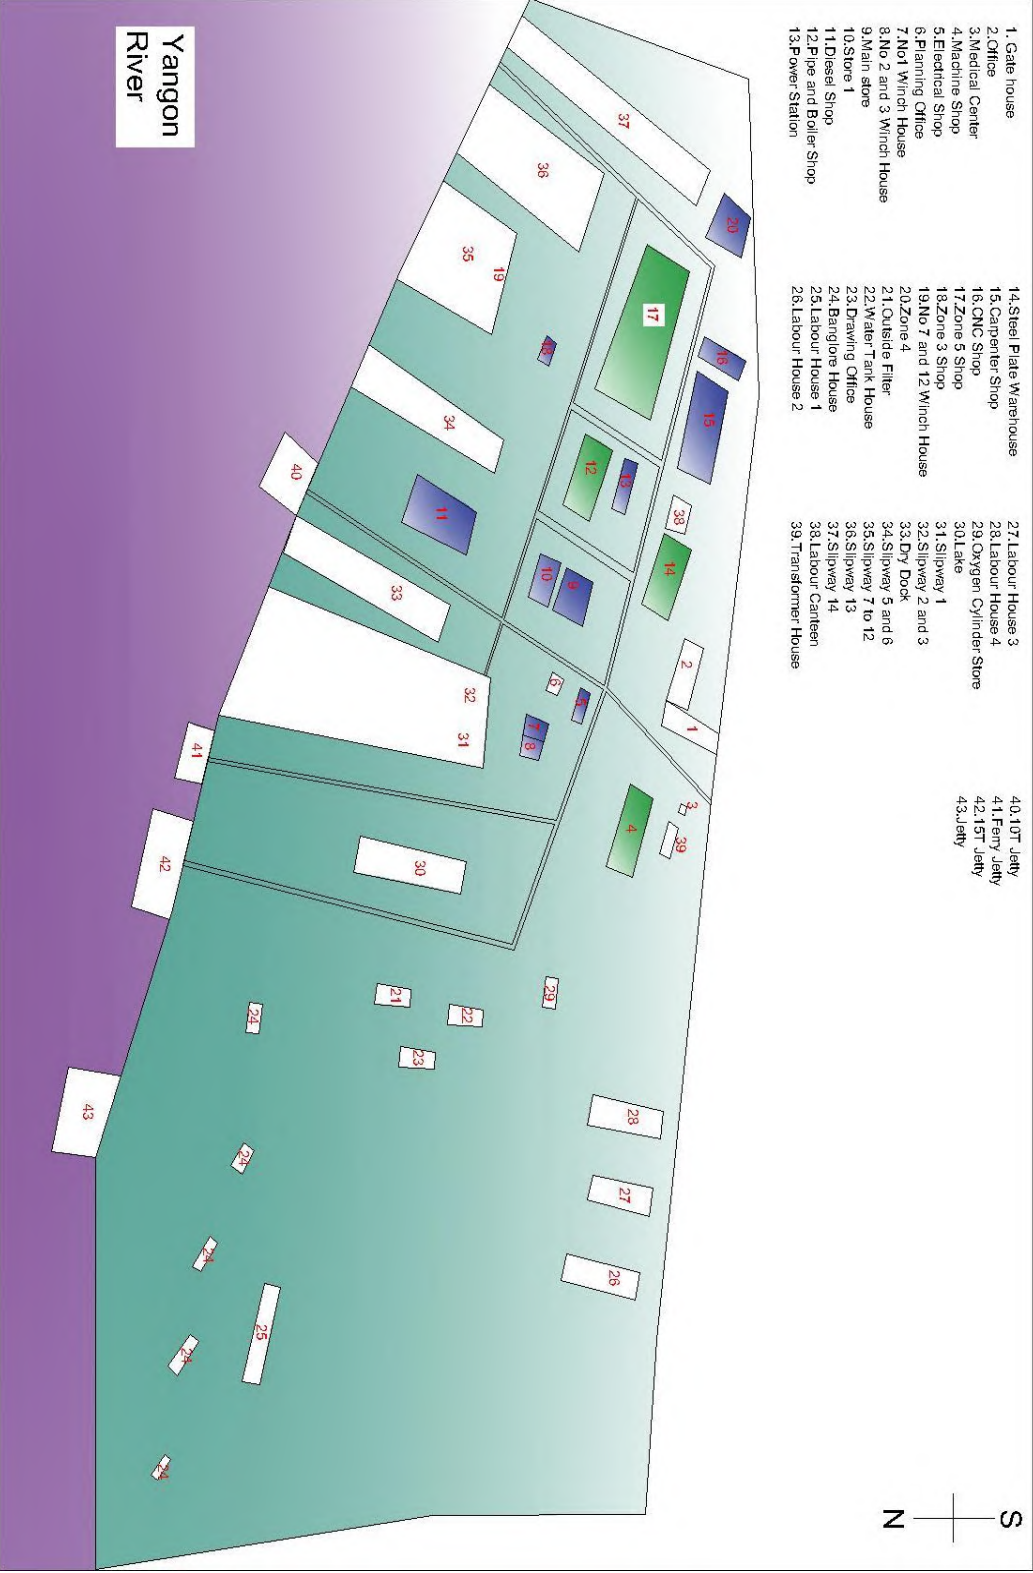 1.Gate house
2.Office
3.Medical Center
4.Machine Shop
5.Electrical Shop
6.Planning Office
7.No1 Winch House
8.No 2 and 3 Winch House
9.Main store
10.Store 1
11.Diesel Shop
12.Pipe and Boiler Shop
13.Power Station
14.Steel Plate Warehouse
15.Carpenter Shop
16.CNC Shop
17.Zone 5 Shop
18.Zone 3 Shop
19.No 7 and 12 Winch House
20.Zone 4
21.Outside Filter
22.Water Tank House
23.Drawing Office
24.Banglore House
25.Labour House 1
26.Labour House 2
27.Labour House 3
28.Labour House 4
29.Oxygen Cylinder Store
30.Lake
31.Slipway 1
32.Slipway 2 and 3
33.Dry Dock
34.Slipway 5 and 6
35.Slipway 7 to 12
36.Slipway 13
37.Slipway 14
38.Labour Canteen
39.Transformer House
40.10T Jetty
41.Ferry Jetty
42.15T Jetty
43.Jetty
S
N
20
16
15
38
14
2
1
3
39
37
17
13
12
9
10
5
6
7
8
4
29
28
27
26
36
19
35
18
34
11
33
32
31
30
21
22
23
40
41
42
43
24
24
24
24
24
25
Yangon
River